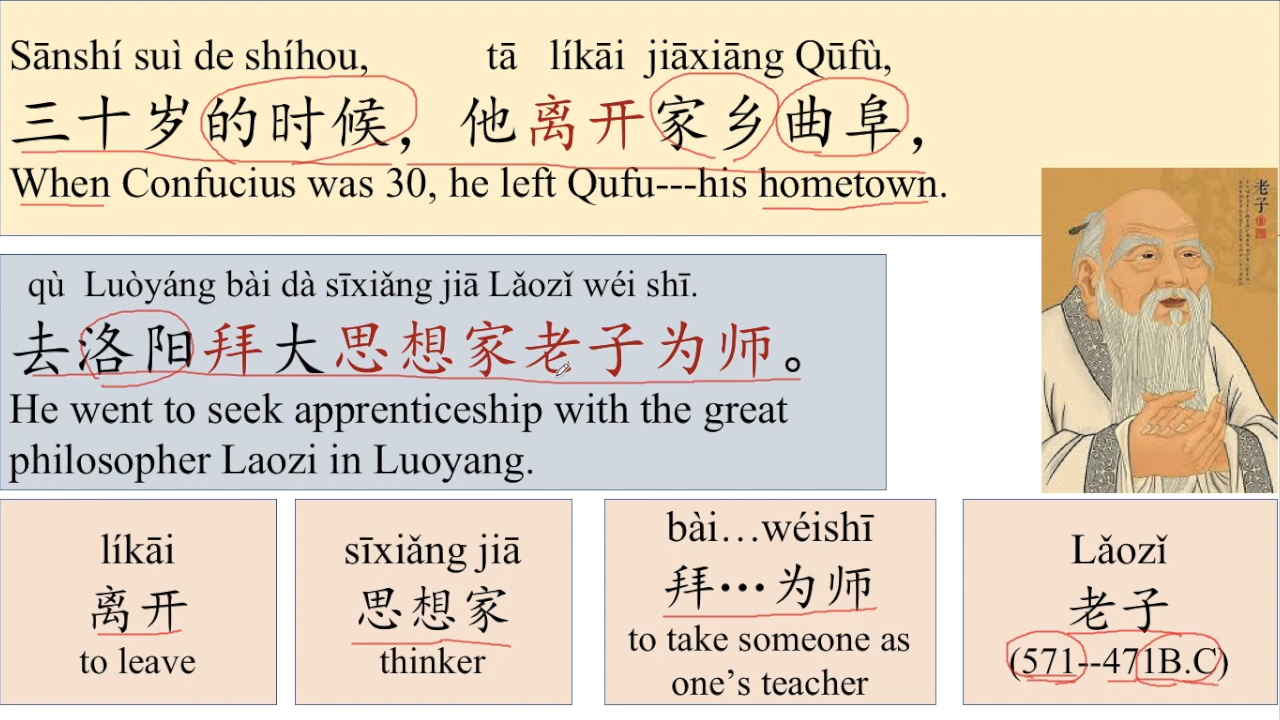 Sānshí suì de shíhou, tā líkāi jiāxiāng Qūfù,
三十岁的时候，他离开家乡曲阜，
When Confucius was 30, he left Qufu---his hometown.
qù Luòyáng bài dà sīxiǎng jiā Lǎozǐ wéi shī.
去洛阳拜大思想家老子为师。
He went to seek apprenticeship with the great
philosopher Laozi in Luoyang.
老子
líkāi
离开
to leave
sīxiǎng jiā
思想家
thinker
bài…wéishī
拜…为师
to take someone as
one’s teacher
Lǎozǐ
老子
(571--471B.C)